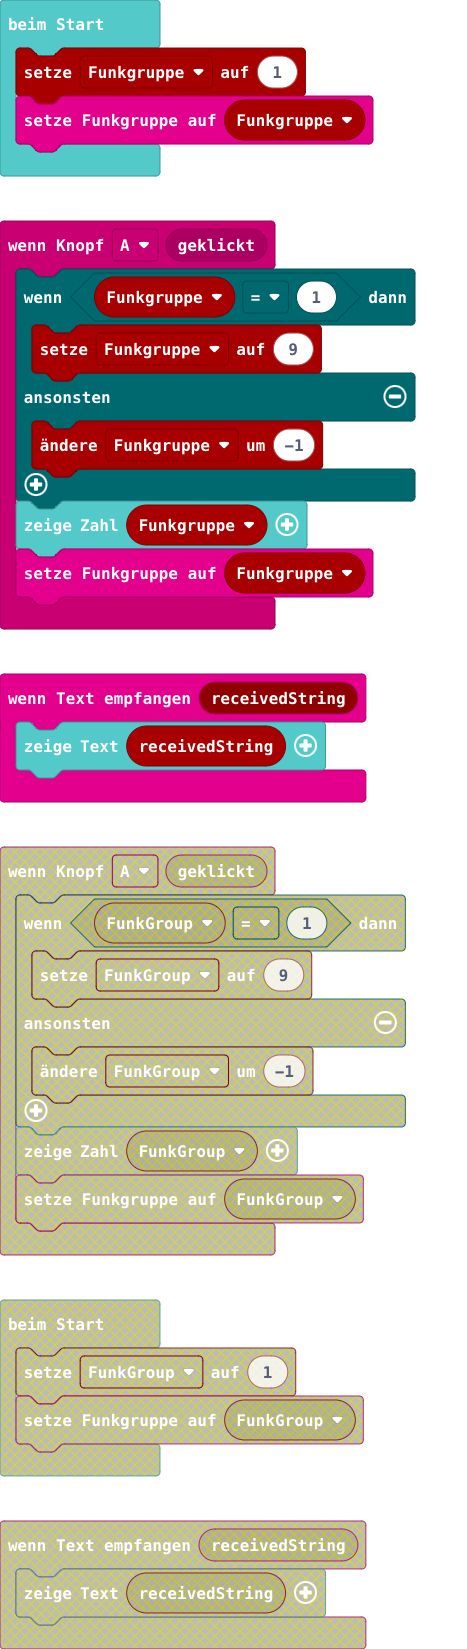 beim Start
setze Funkgruppe auf 1
setze Funkgruppe auf Funkgruppe
wenn Knopf A geklickt
wenn Funkgruppe = 1 dann
setze Funkgruppe auf 9
ansonsten
ändere Funkgruppe um -1
zeige Zahl Funkgruppe
setze Funkgruppe auf Funkgruppe
wenn Text empfangen receivedString
zeige Text receivedString
wenn Knopf A geklickt
wenn FunkGroup = 1 dann
setze FunkGroup auf 9
ansonsten
ändere FunkGroup um -1
zeige Zahl FunkGroup
setze Funkgruppe auf FunkGroup
beim Start
setze FunkGroup auf 1
setze Funkgruppe auf FunkGroup
wenn Text empfangen receivedString
zeige Text receivedString